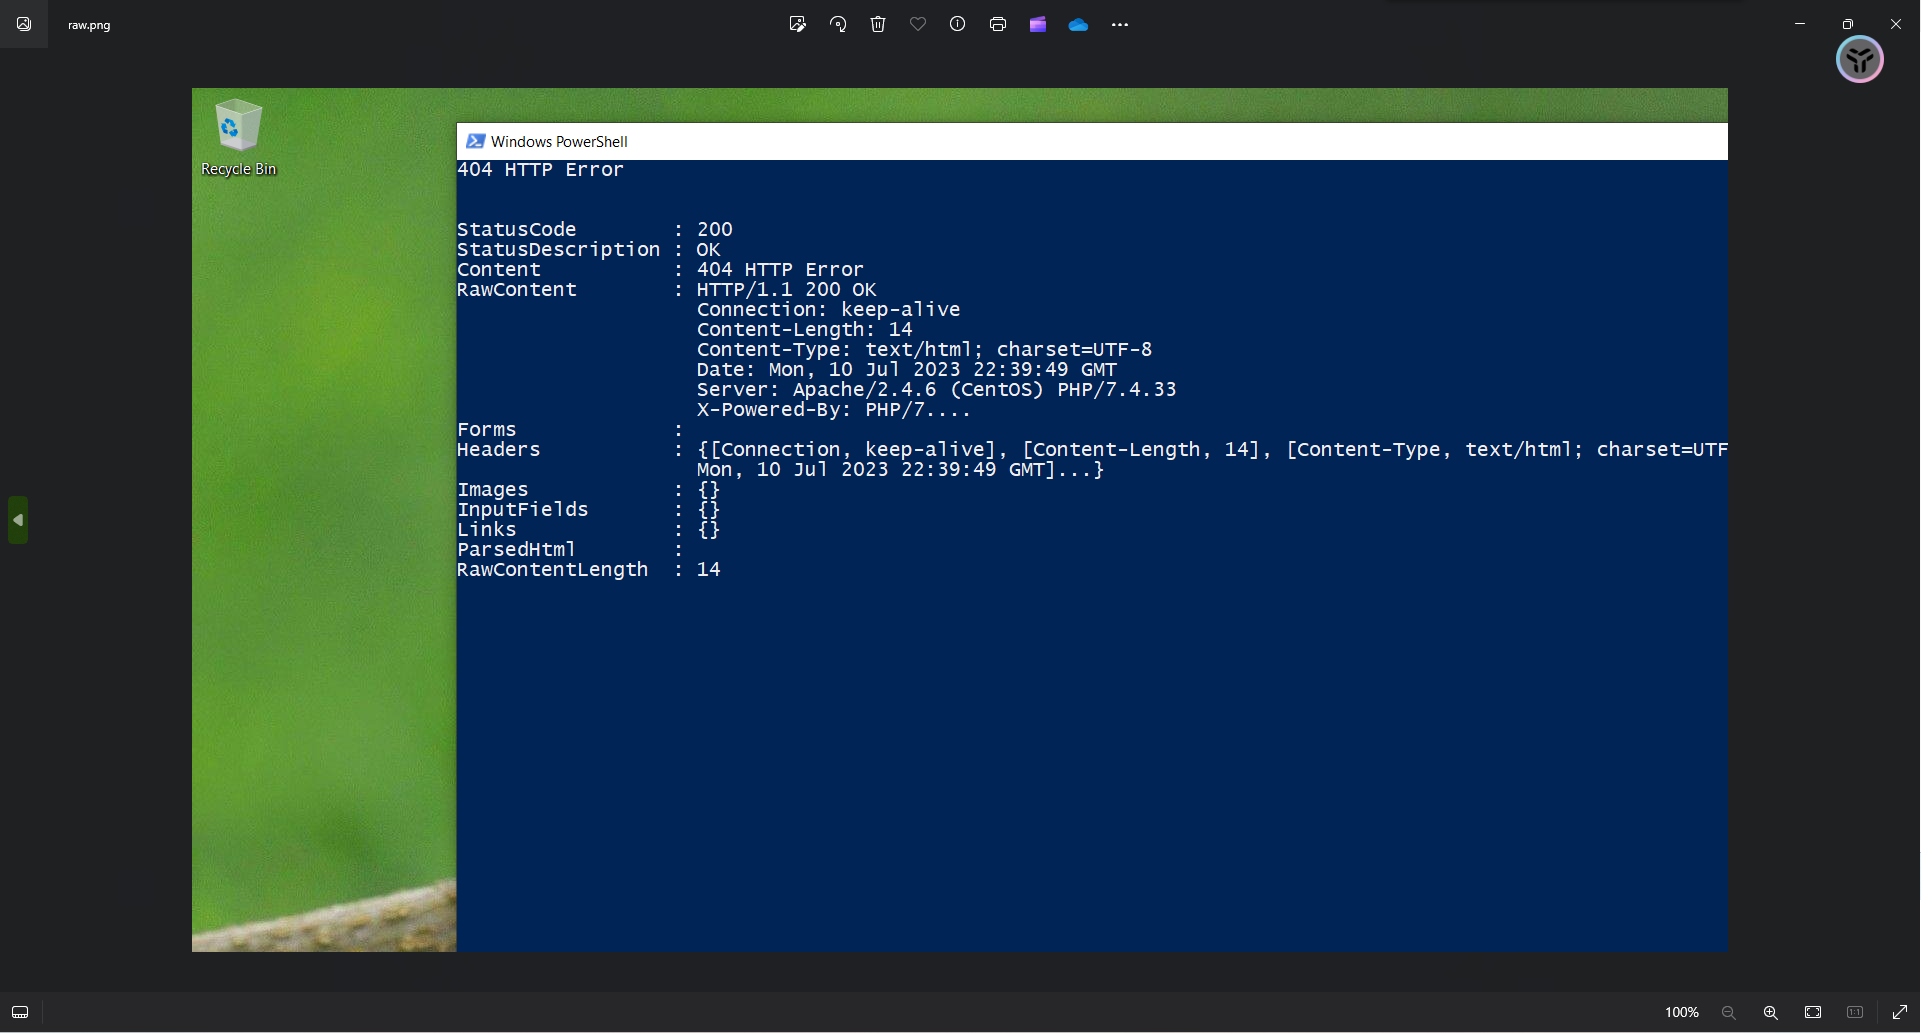 raw.png
Recycle Bin
Windows PowerShell
404 HTTP Error
StatusCode : 200
StatusDescription : OK
Content : 404 HTTP Error
RawContent : HTTP/1.1 200 OK
Connection: keep-alive
Content-Length: 14
Content-Type: text/html; charset=UTF-8
Date: Mon, 10 Jul 2023 22:39:49 GMT
Server: Apache/2.4.6 (CentOS) PHP/7.4.33
X-Powered-By: PHP/7....
Forms :
Headers : {[Connection, keep-alive], [Content-Length, 14], [Content-Type, text/html; charset=UTF
Mon, 10 Jul 2023 22:39:49 GMT]...}
Images : {}
InputFields : {}
Links : {}
ParsedHtml :
RawContentLength : 14
100%
1:1